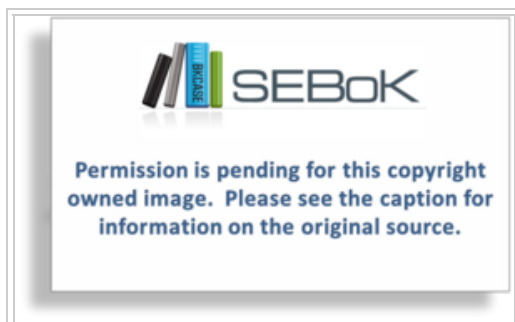 BKCASE
SEBoK
Permission is pending for this copyright
owned image. Please see the caption for
information on the original source.